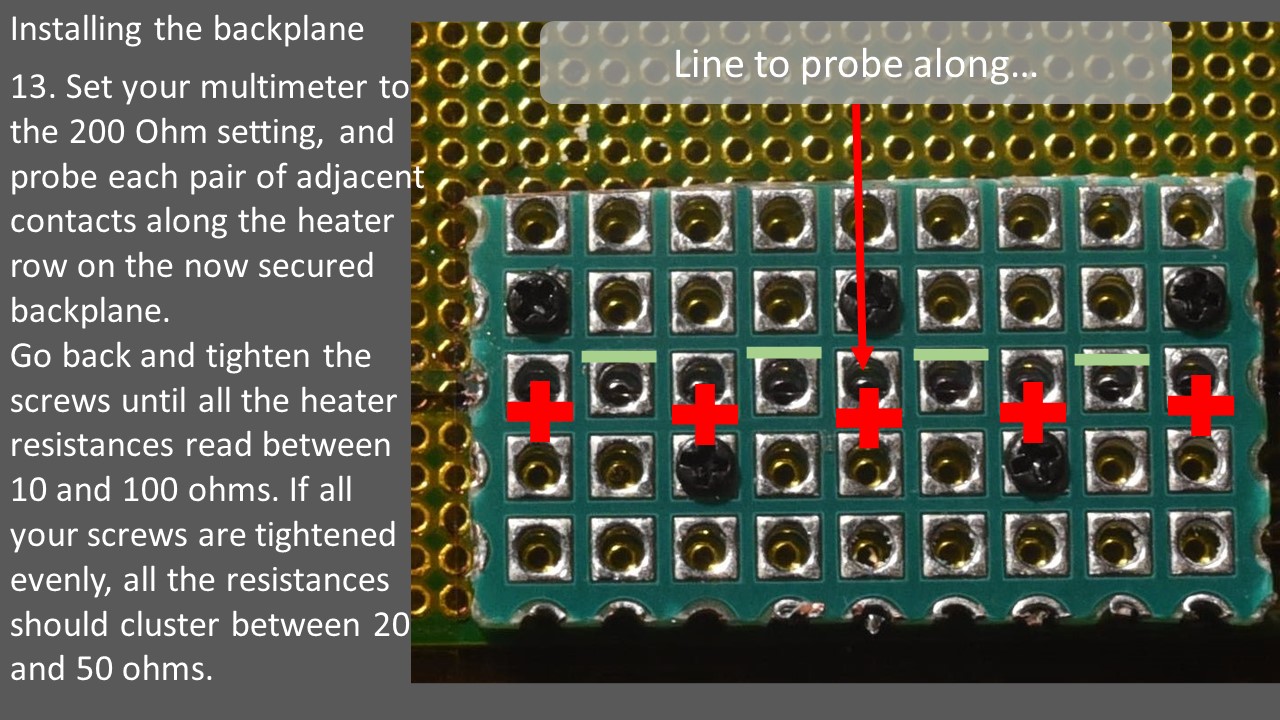 Installing the backplane
13. Set your multimeter to
the 200 Ohm setting, and
probe each pair of adjacent
contacts along the heater
row on the now secured
backplane.
Go back and tighten the
screws until all the heater
resistances read between
10 and 100 ohms. If all
your screws are tightened
evenly, all the resistances
should cluster between 20
and 50 ohms.
Line to probe along...